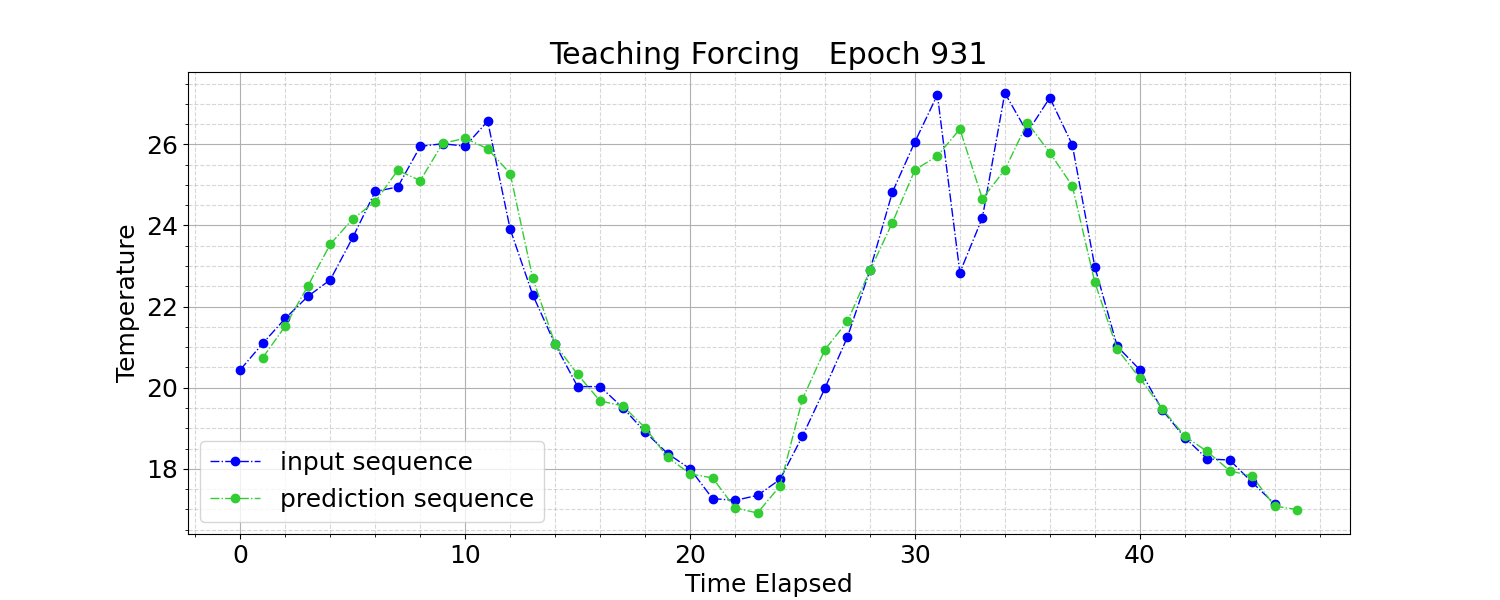 Teaching Forcing   Epoch 931
Temperature
26
24
22
20
18
input sequence
prediction sequence
0 10 20 30 40
Time Elapsed